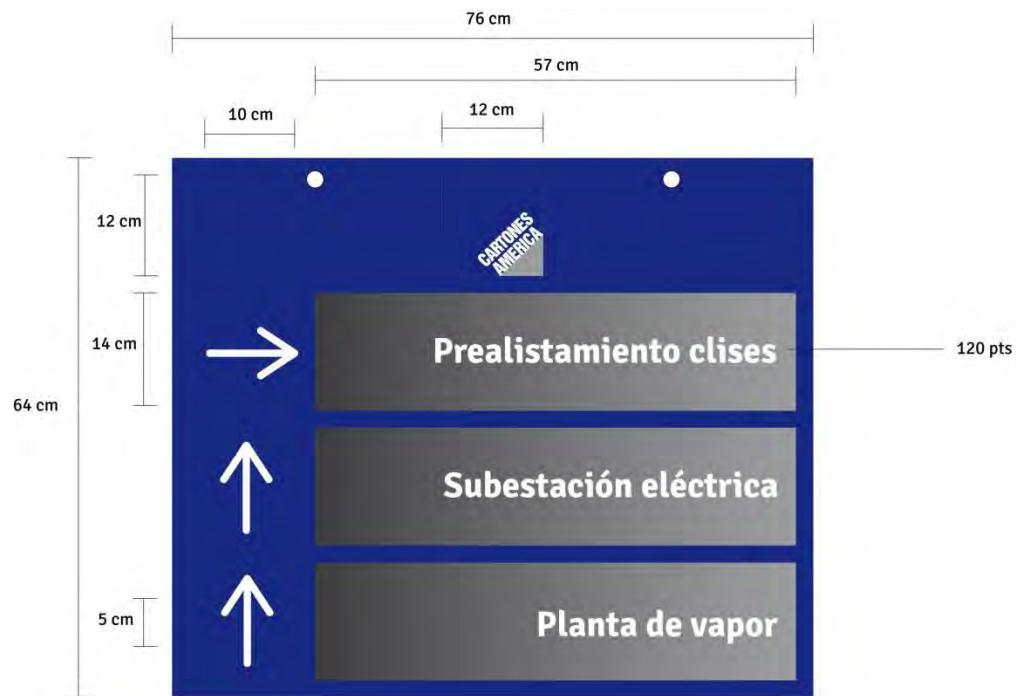 76 cm
57 cm
10 cm
12 cm
12 cm
CARTONES
AMERICA
14 cm
Prealistamiento clises
120 pts
64 cm
Subestación eléctrica
5 cm
Planta de vapor